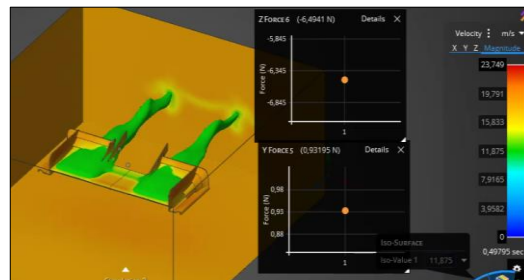 Z FORCE 6 (-6,4941 N) Details ×
Force (N)
-5,845
-6,345
-6,845
1
Y FORCE 5 (0,93195 N) Details ×
Force (N)
0,98
0,93
0,88
1
Velocity m/s
X Y Z Magnitude
23,749
19,791
15,833
11,875
7,9165
3,9582
0
0,49795 sec
Iso-Surface
Iso-Value 1 11,875